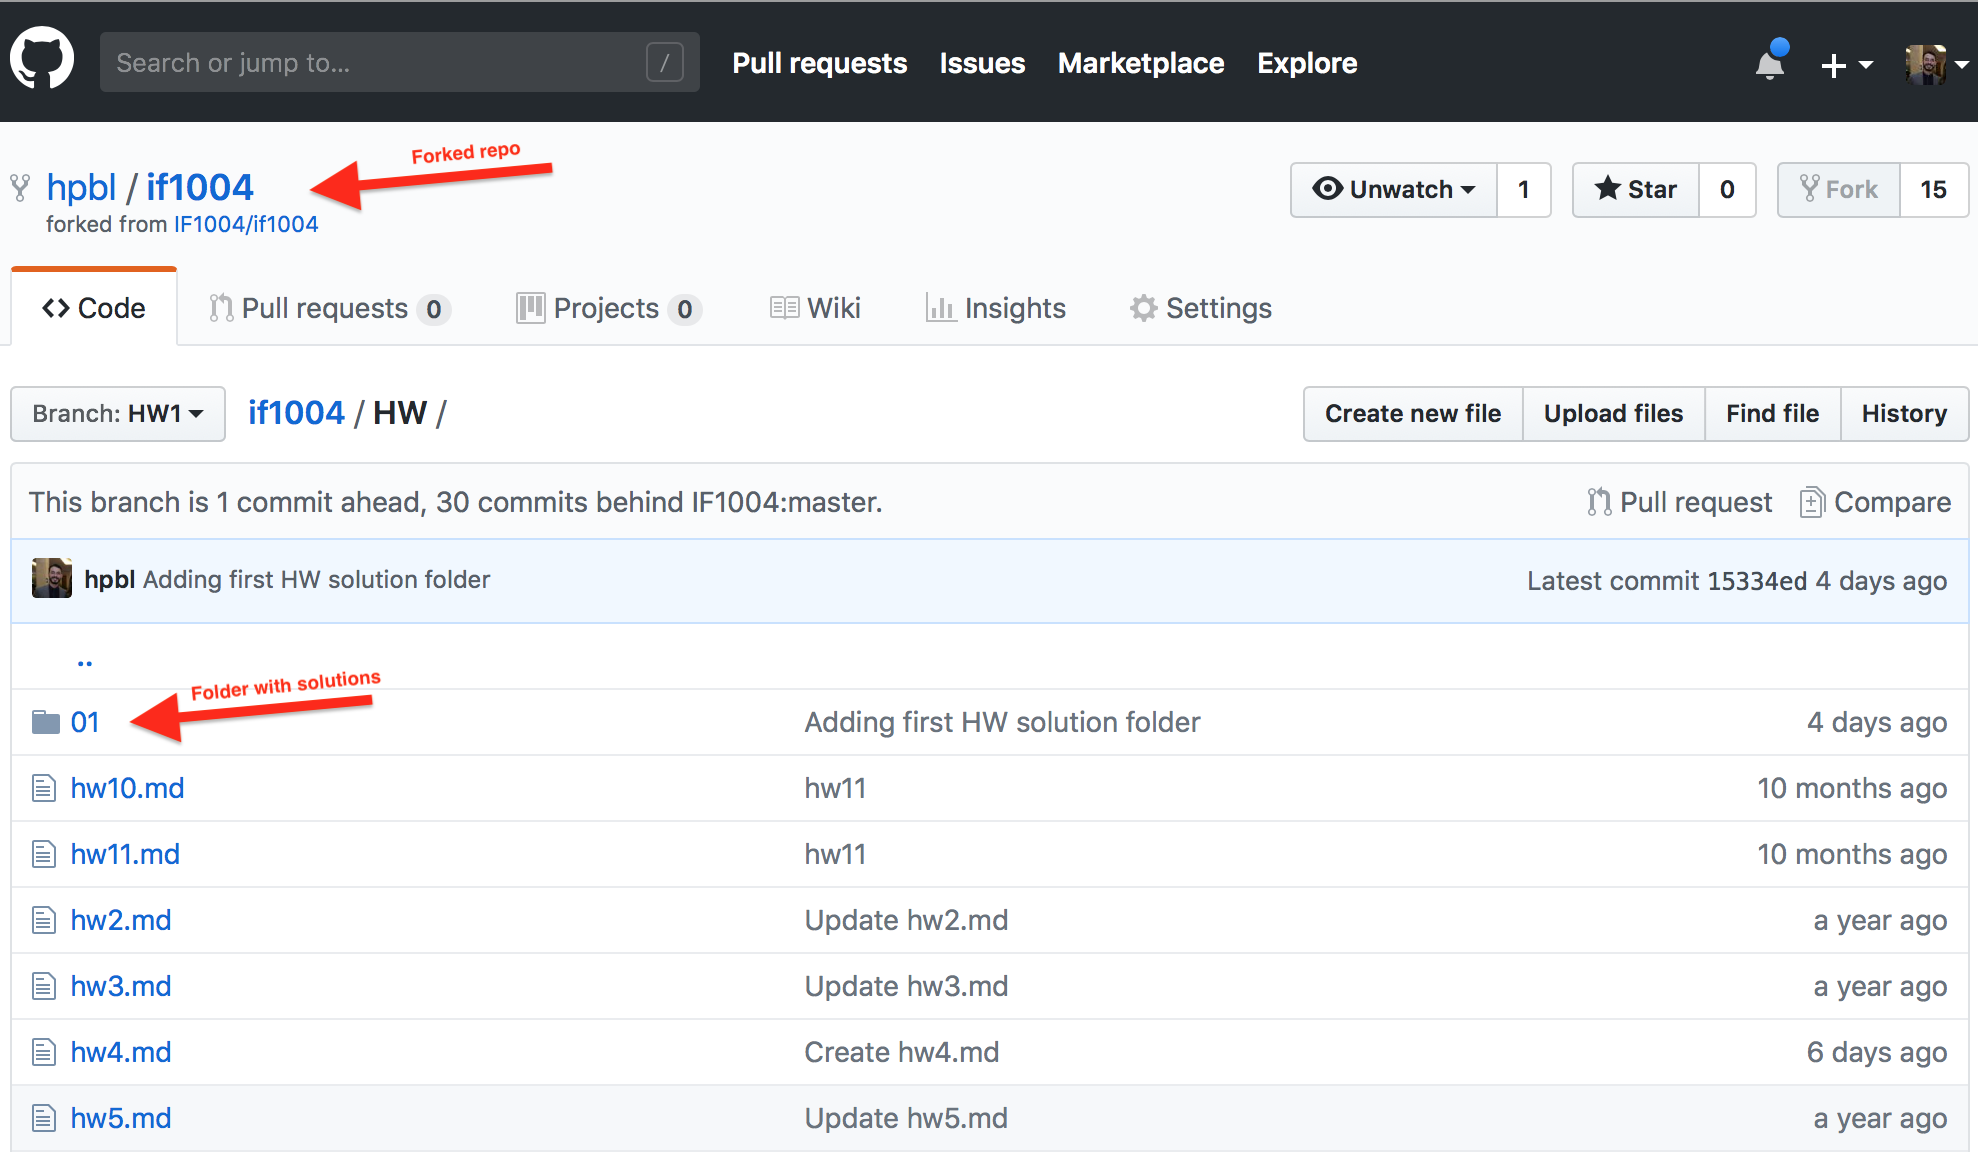 Search or jump to... / Pull requests Issues Marketplace Explore
Forked repo
hpbl / if1004 Unwatch 1 Star 0 Fork 15
forked from IF1004/if1004
<> Code Pull requests 0 Projects 0 Wiki Insights Settings
Branch: HW1 if1004 / HW / Create new file Upload files Find file History
This branch is 1 commit ahead, 30 commits behind IF1004:master. Pull request Compare
hpbl Adding first HW solution folder Latest commit 15334ed 4 days ago
..
Folder with solutions
01 Adding first HW solution folder 4 days ago
hw10.md hw11 10 months ago
hw11.md hw11 10 months ago
hw2.md Update hw2.md a year ago
hw3.md Update hw3.md a year ago
hw4.md Create hw4.md 6 days ago
hw5.md Update hw5.md a year ago